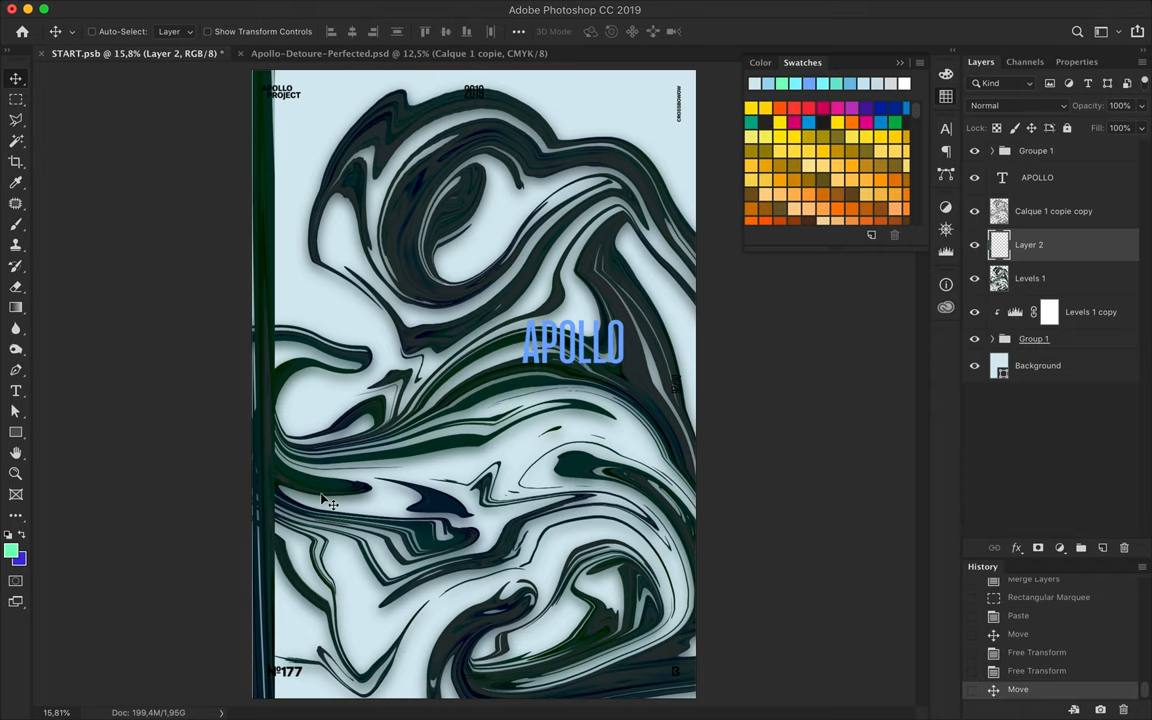 Adobe Photoshop CC 2019
Auto-Select: Layer Show Transform Controls 3D Mode:
START.psb @ 15,8% (Layer 2, RGB/8) * Apollo-Detoure-Perfected.psd @ 12,5% (Calque 1 copie, CMYK/8)
Color Swatches
Layers Channels Properties
Kind
Normal Opacity: 100%
Lock: Fill: 100%
Groupe 1
APOLLO
Calque 1 copie copy
Layer 2
Levels 1
Levels 1 copy
Group 1
Background
APOLLO
PROJECT
CROSSBOWOW
APOLLO
Nº177
B
History
Merge Layers
Rectangular Marquee
Paste
Move
Free Transform
Free Transform
Move
15,81% Doc: 199,4M/1,95G